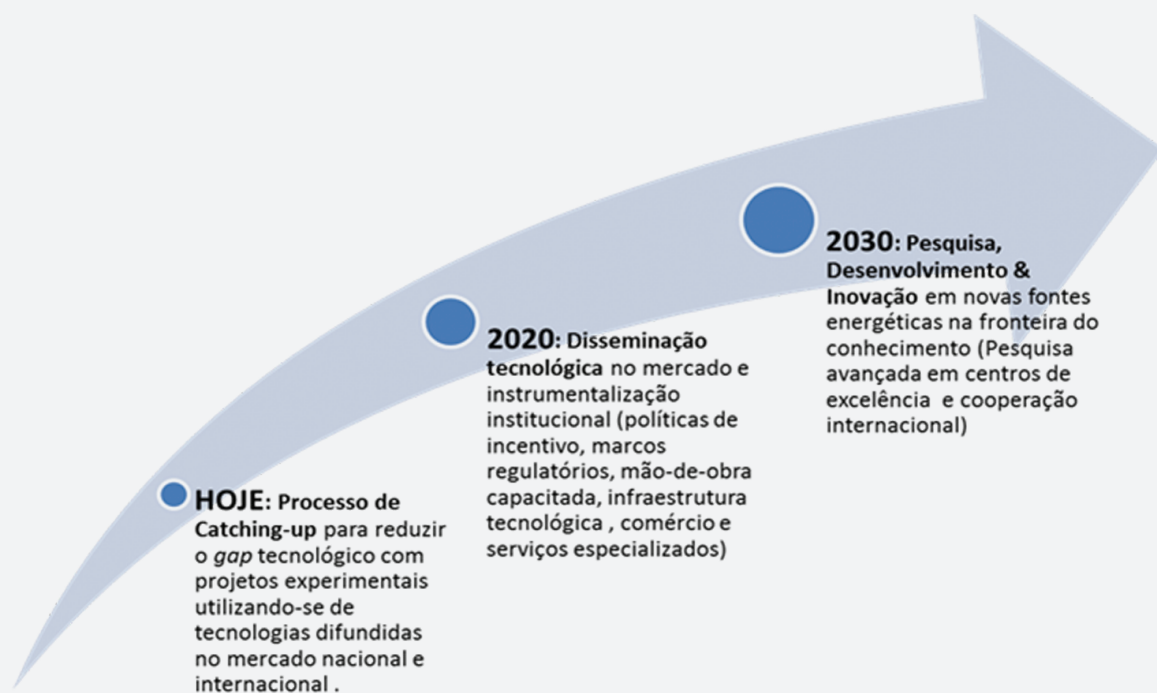 HOJE: Processo de
Catching-up para reduzir
o gap tecnológico com
projetos experimentais
utilizando-se de
tecnologias difundidas
no mercado nacional e
internacional .
2020: Disseminação
tecnológica no mercado e
instrumentalização
institucional (políticas de
incentivo, marcos
regulatórios, mão-de-obra
capacitada, infraestrutura
tecnológica , comércio e
serviços especializados)
2030: Pesquisa,
Desenvolvimento &
Inovação em novas fontes
energéticas na fronteira do
conhecimento (Pesquisa
avançada em centros de
excelência  e cooperação
internacional)